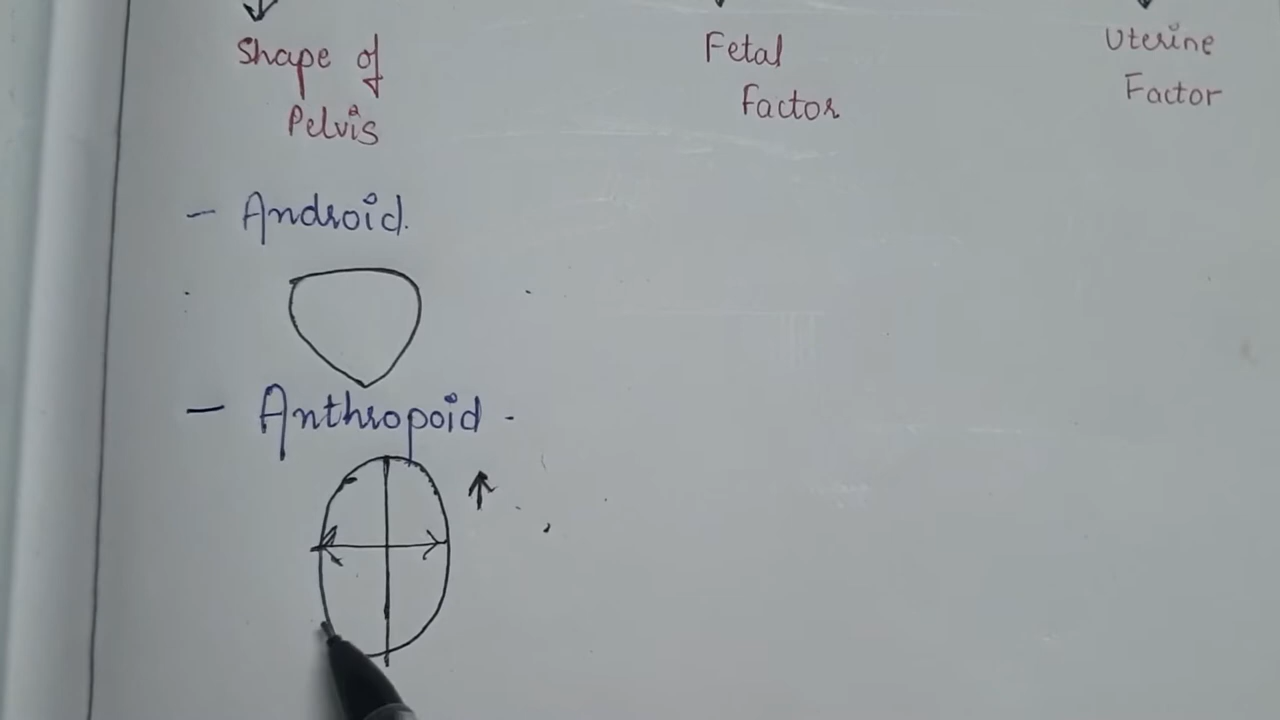 Shape of
Pelvis
Fetal
Factor
Uterine
Factor
- Android.
- Anthropoid -